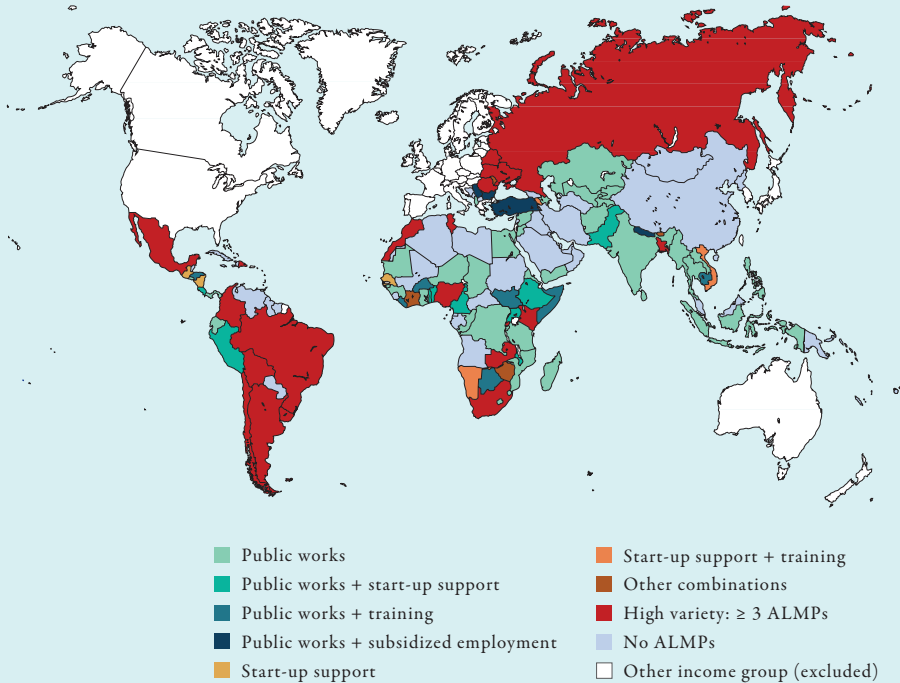 Public works
Public works + start-up support
Public works + training
Public works + subsidized employment
Start-up support
Start-up support + training
Other combinations
High variety: ≥ 3 ALMPs
No ALMPs
Other income group (excluded)